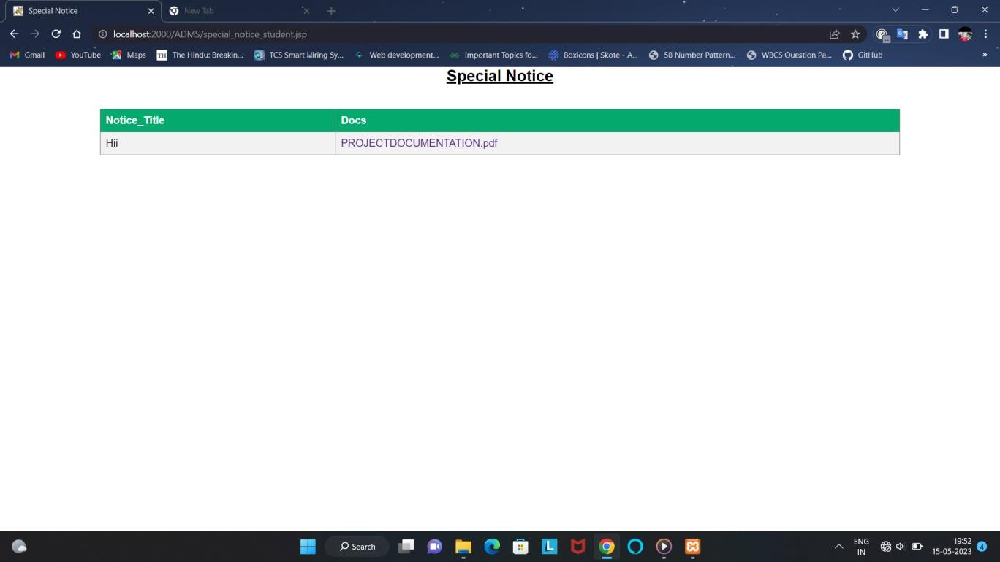 Special Notice
New Tab
localhost:2000/ADMS/special_notice_student.jsp
Gmail YouTube Maps TH The Hindu: Breakin... TCS Smart Hiring Sy... Web development... Important Topics fo... Boxicons | Skote - A... 58 Number Pattern... WBCS Question Pa... GitHub »
Special Notice
Notice_Title Docs
Hii PROJECTDOCUMENTATION.pdf
Search
L
ENG
IN
19:52
15-05-2023
4